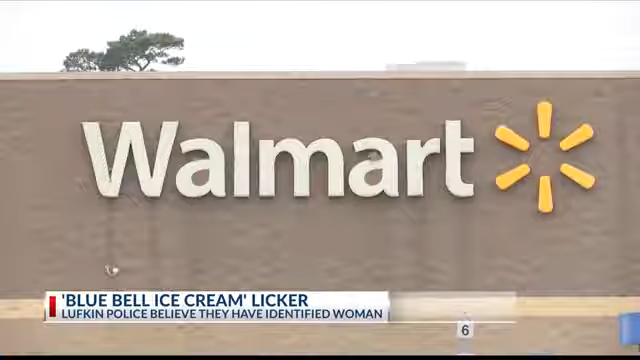 Walmart
'BLUE BELL ICE CREAM' LICKER
LUFKIN POLICE BELIEVE THEY HAVE IDENTIFIED WOMAN
6